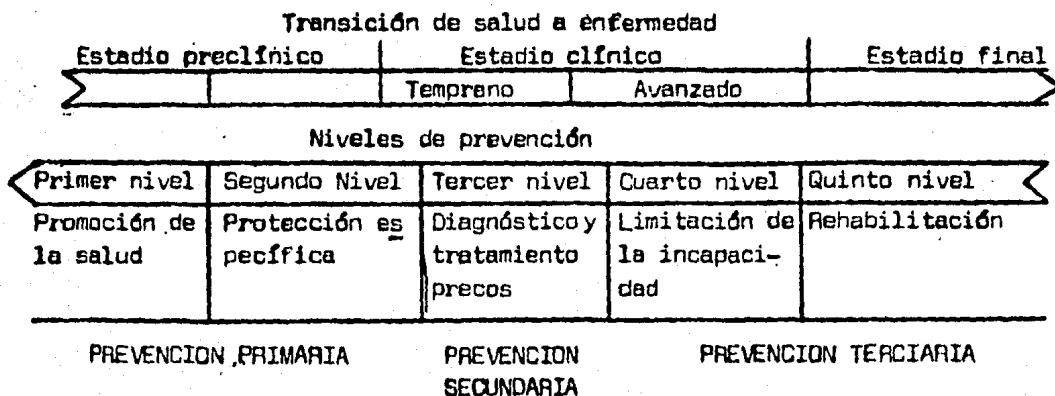 Transición de salud a enfermedad
Estadio preclínico Estadio clínico Estadio final
Temprano Avanzado
Niveles de prevención
Primer nivel Segundo Nivel Tercer nivel Cuarto nivel Quinto nivel
Promoción de Protección es Diagnóstico y Limitación de Rehabilitación
la salud pecífica tratamiento la incapaci-
precos dad
PREVENCION PRIMARIA PREVENCION PREVENCION TERCIARIA
SECUNDARIA